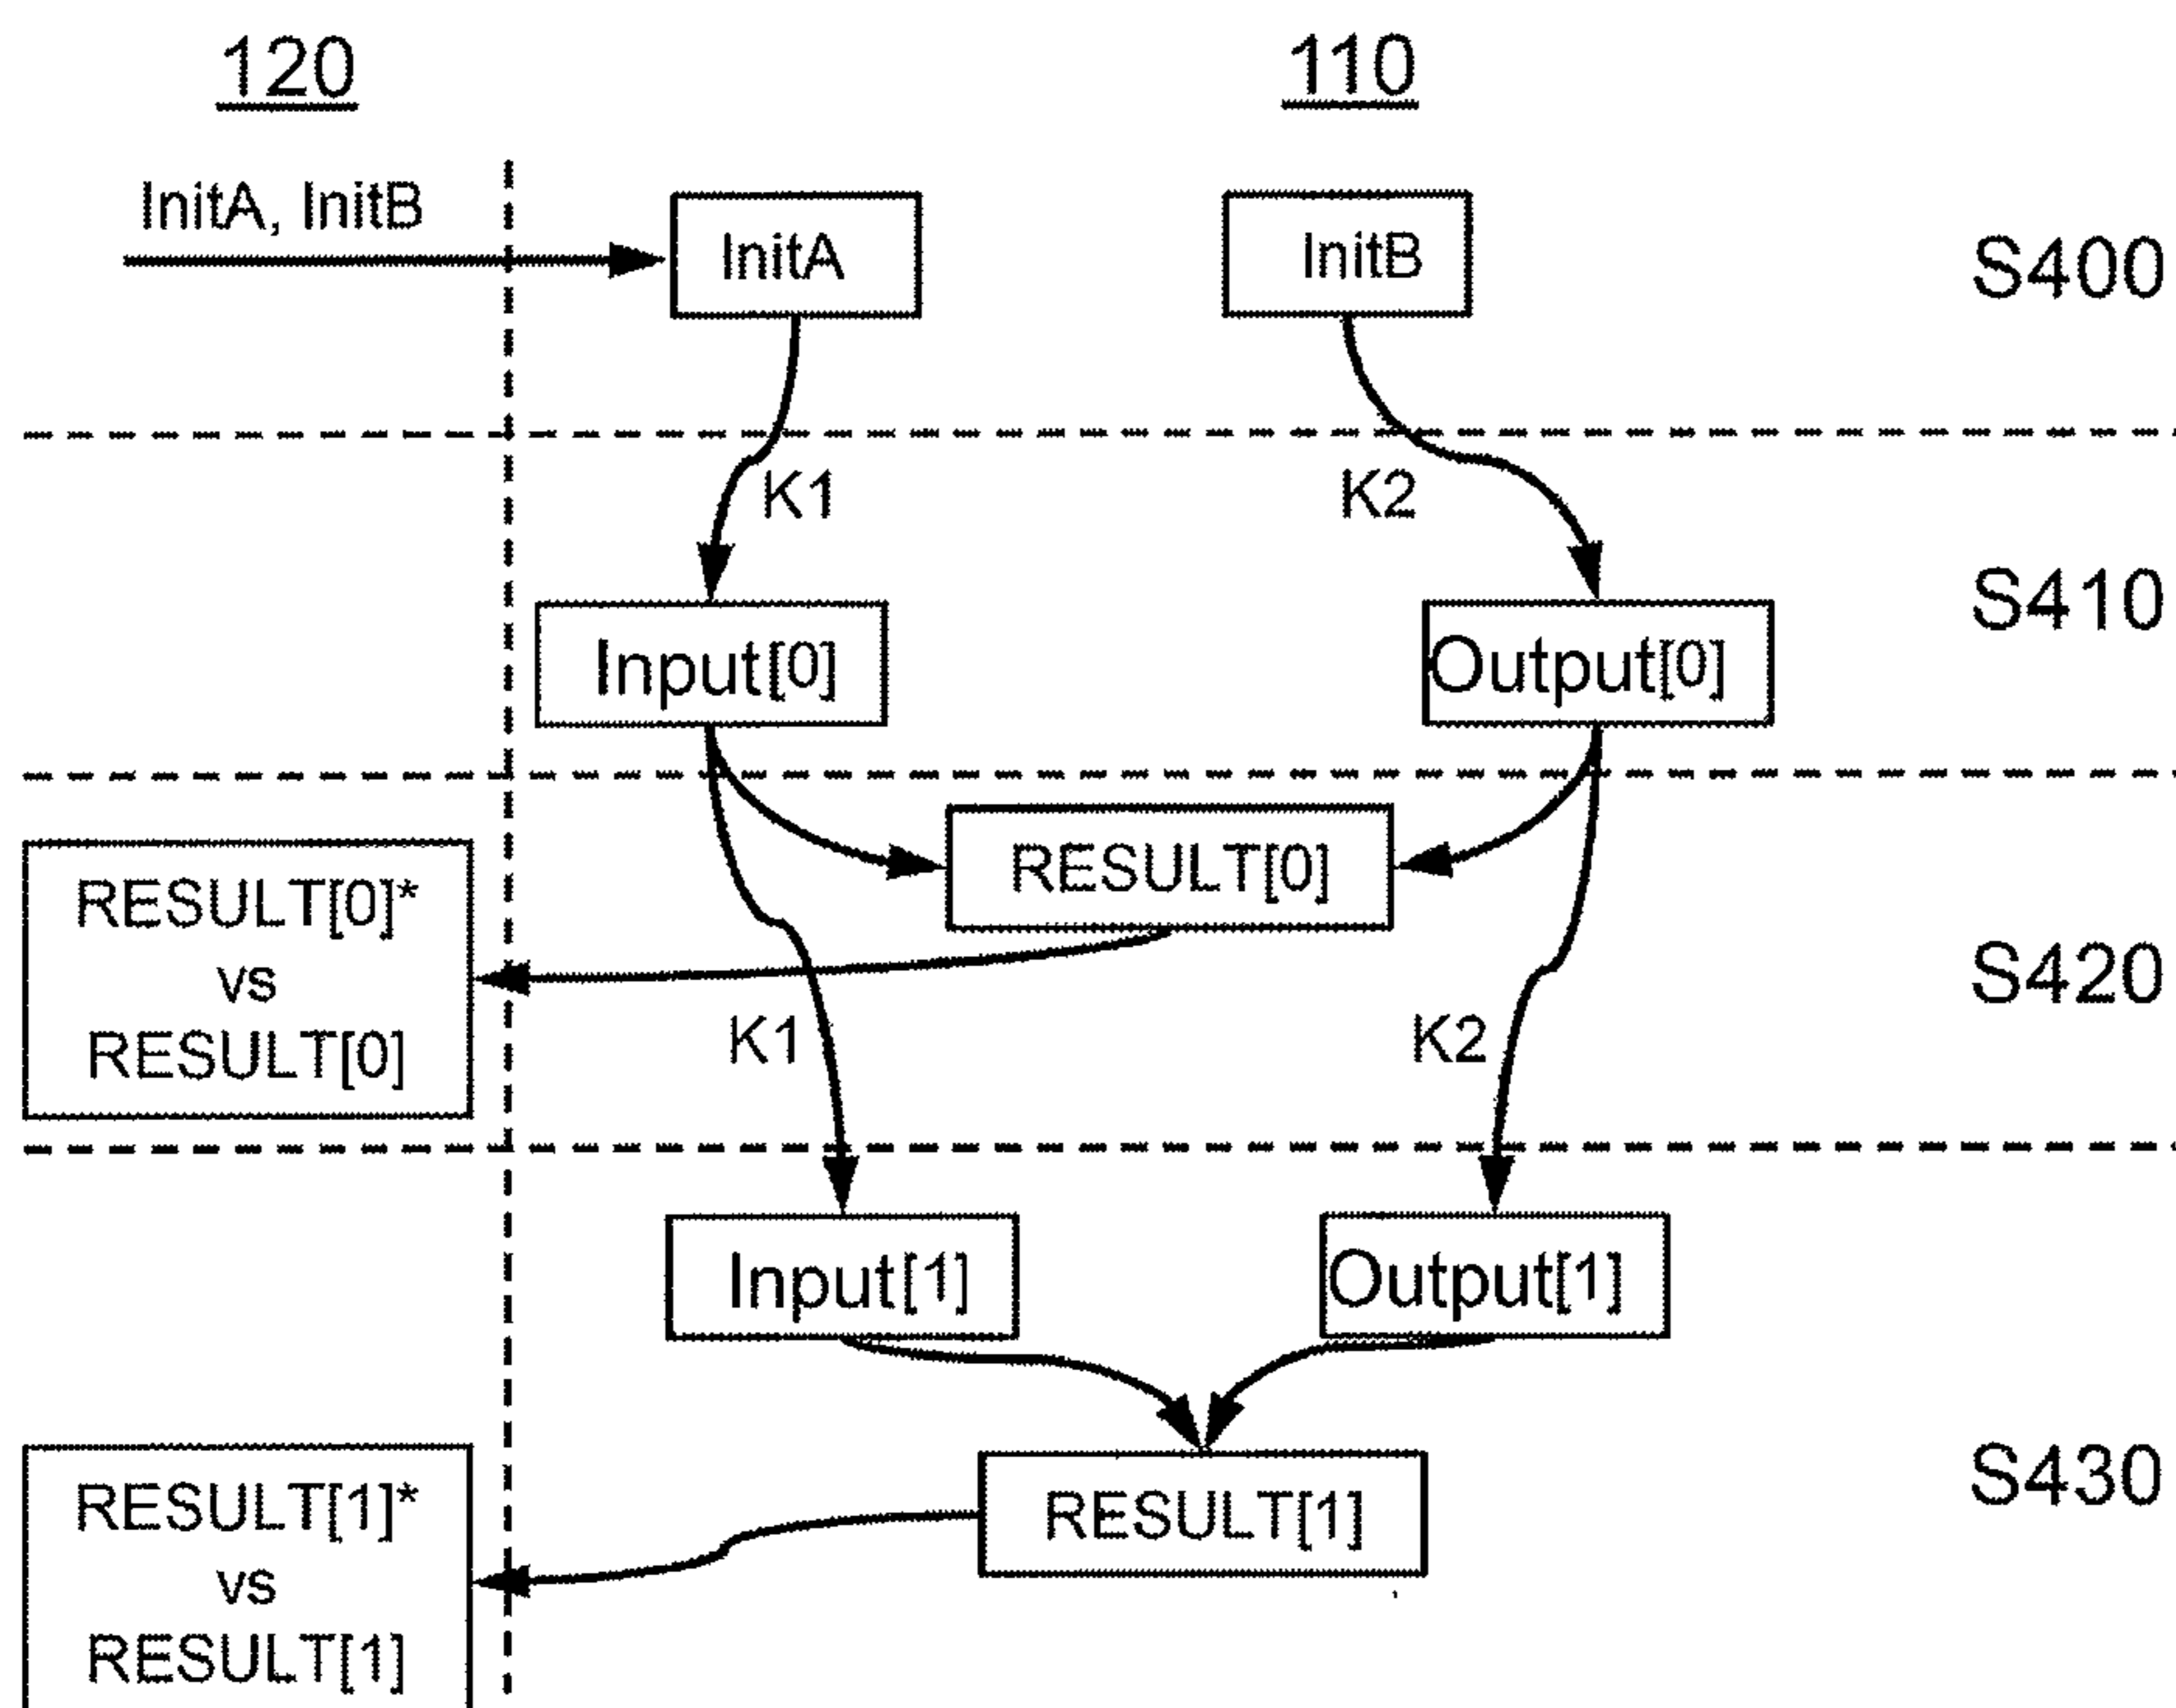 120
110
InitA, InitB
InitA
InitB
S400
K1
K2
S410
Input[0]
Output[0]
RESULT[0]
RESULT[0]*
vs
RESULT[0]
S420
K1
K2
Input[1]
Output[1]
RESULT[1]*
vs
RESULT[1]
RESULT[1]
S430